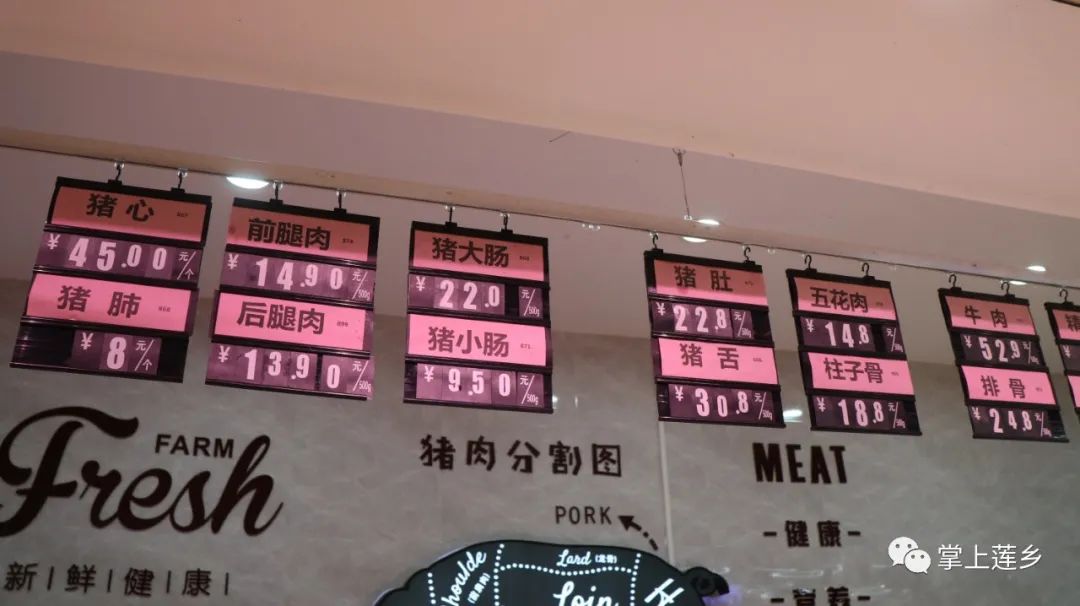 猪心
¥45.00元/个
猪肺
¥8元/个
前腿肉
¥14.90元/500g
后腿肉 899
¥13.90元/500g
猪大肠
¥22.0元/500g
猪小肠 871
¥9.50元/500g
猪肚
¥22.8元/500g
猪舌
¥30.8元/500g
五花肉
¥14.8元/500g
柱子骨
¥18.8元/500g
牛肉
¥52.9元/500g
排骨
¥24.8元/500g
精
Fresh
FARM
新|鲜|健|康|
猪肉分割图
PORK
MEAT
-健康-
-营养-
Lard
Loin
掌上莲乡